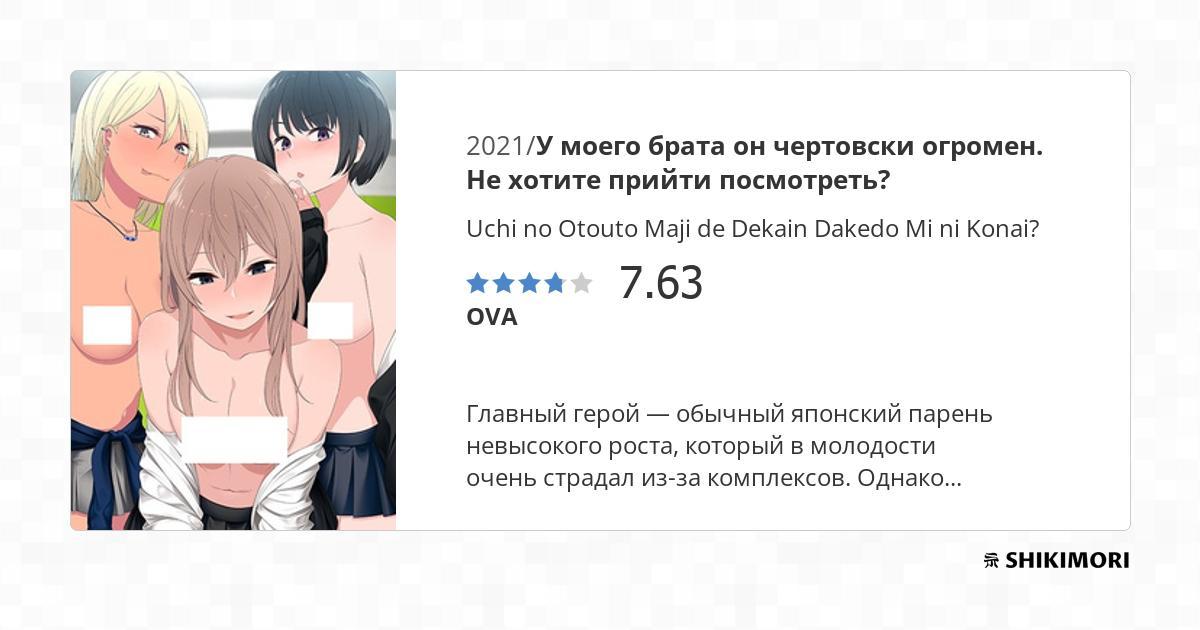 2021/У моего брата он чертовски огромен.
Не хотите прийти посмотреть?
Uchi no Otouto Maji de Dekain Dakedo Mi ni Konai?
7.63
OVA
Главный герой — обычный японский парень
невысокого роста, который в молодости
очень страдал из-за комплексов. Однако...
SHIKIMORI